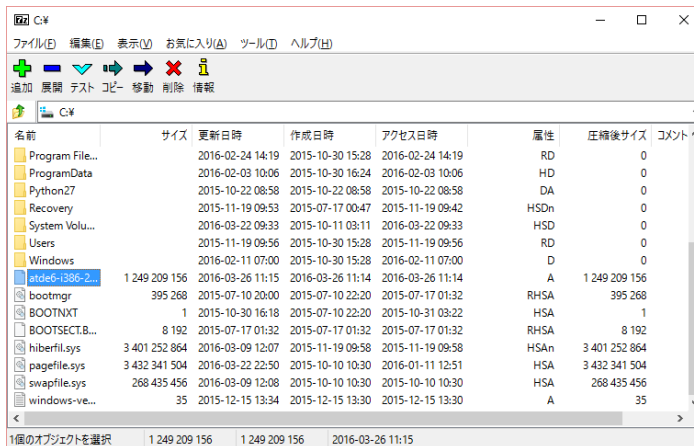 7z C:¥
ファイル(F) 編集(E) 表示(V) お気に入り(A) ツール(T) ヘルプ(H)
追加 展開 テスト コピー 移動 削除 情報
C:¥
名前 サイズ 更新日時 作成日時 アクセス日時 属性 圧縮後サイズ コメント
Program File... 2016-02-24 14:19 2015-10-30 15:28 2016-02-24 14:19 RD 0
ProgramData 2016-02-03 10:06 2015-10-30 16:24 2016-02-03 10:06 HD 0
Python27 2015-10-22 08:58 2015-10-22 08:58 2015-10-22 08:58 DA 0
Recovery 2015-11-19 09:53 2015-07-17 00:47 2015-11-19 09:42 HSDn 0
System Volu... 2016-03-22 09:33 2015-10-11 03:11 2016-03-22 09:33 HSD 0
Users 2015-11-19 09:56 2015-10-30 15:28 2015-11-19 09:56 RD 0
Windows 2016-02-11 07:00 2015-10-30 15:28 2016-02-11 07:00 D 0
atde6-i386-2... 1 249 209 156 2016-03-26 11:15 2016-03-26 11:14 2016-03-26 11:14 A 1 249 209 156
bootmgr 395 268 2015-07-10 20:00 2015-07-10 22:20 2015-07-17 01:32 RHSA 395 268
BOOTNXT 1 2015-10-30 16:18 2015-07-10 22:20 2015-10-31 03:22 HSA 1
BOOTSECT.B... 8 192 2015-07-17 01:32 2015-07-17 01:32 2015-07-17 01:32 RHSA 8 192
hiberfil.sys 3 401 252 864 2016-03-09 12:07 2015-11-19 09:58 2015-11-19 09:58 HSAn 3 401 252 864
pagefile.sys 3 432 341 504 2016-03-22 22:50 2015-10-10 10:30 2016-01-11 12:51 HSA 3 432 341 504
swapfile.sys 268 435 456 2016-03-09 12:08 2015-10-10 10:30 2015-10-10 10:30 HSA 268 435 456
windows-ve... 35 2015-12-15 13:34 2015-12-15 13:30 2015-12-15 13:30 A 35
1個のオブジェクトを選択 1 249 209 156 1 249 209 156 2016-03-26 11:15